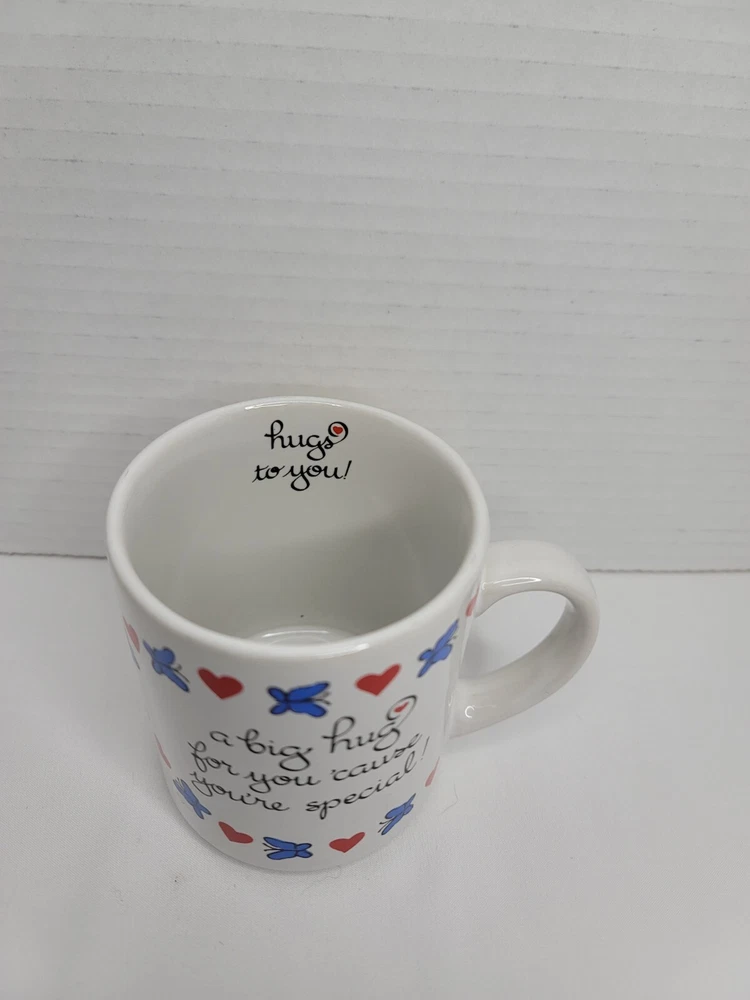 hugs
to you!
a big hug
for you 'cause
you're special!